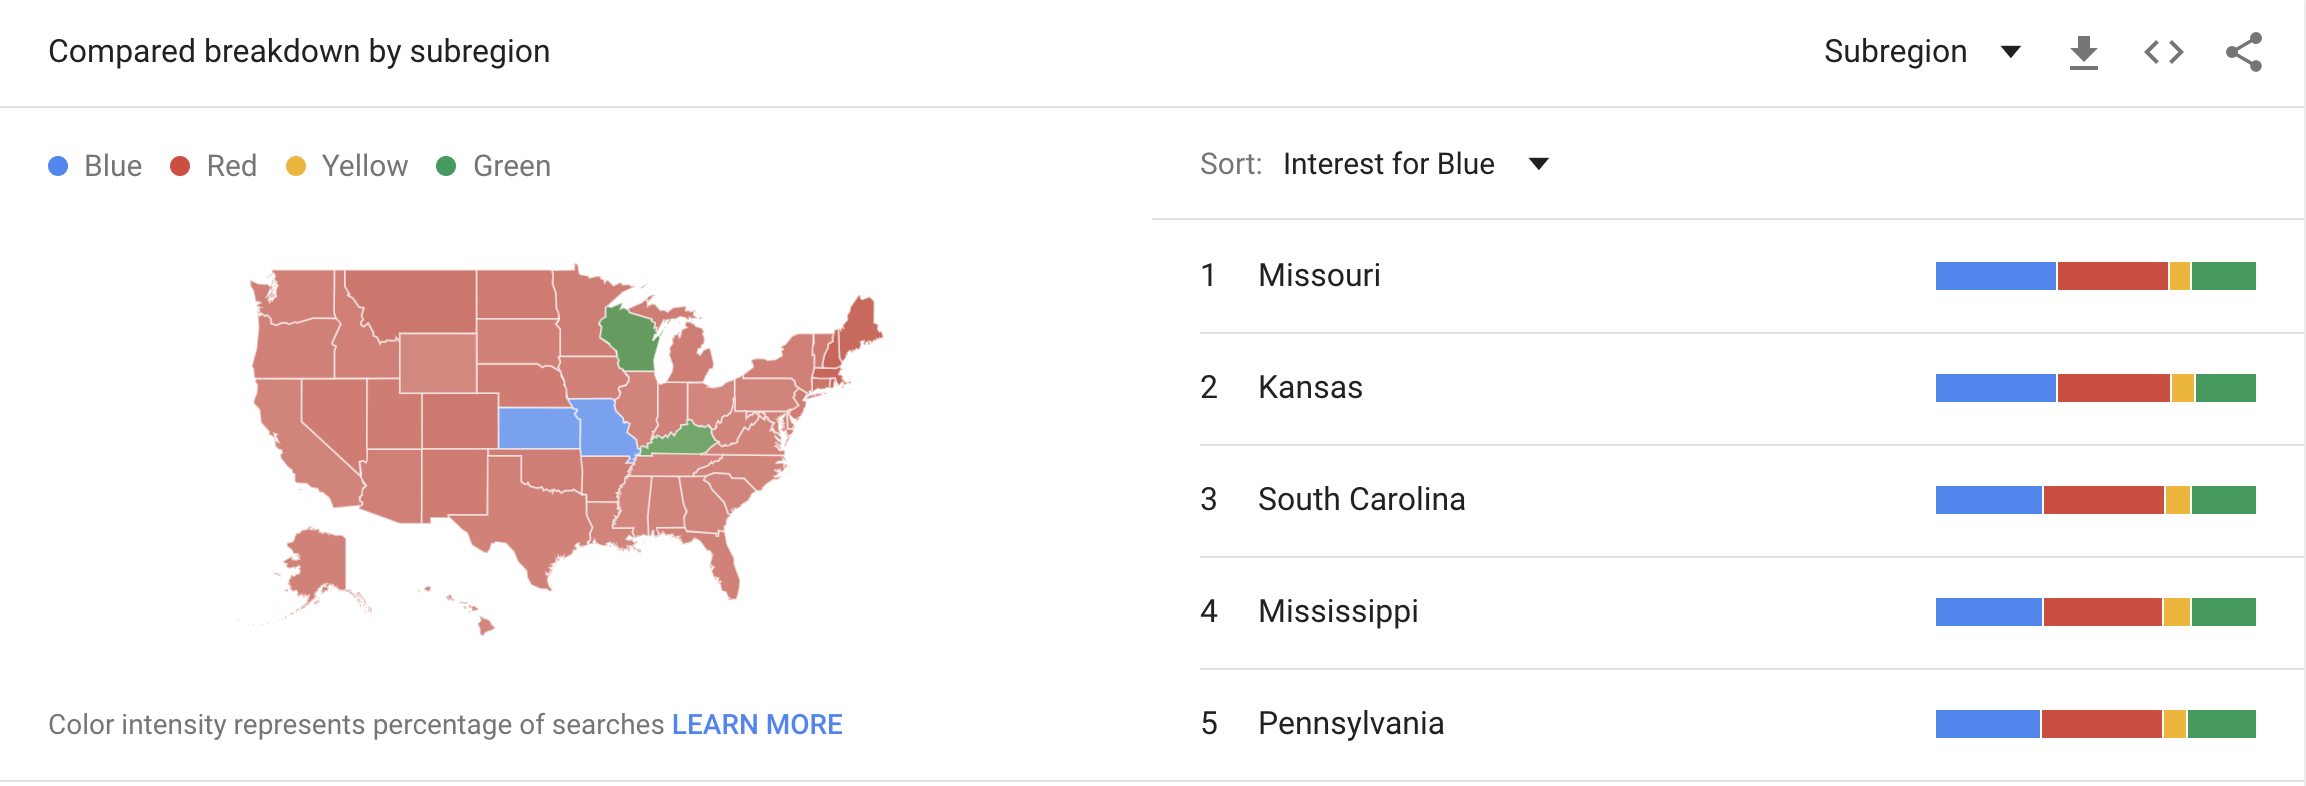 Compared breakdown by subregion
Subregion
Blue Red Yellow Green
Sort: Interest for Blue
1 Missouri
2 Kansas
3 South Carolina
4 Mississippi
5 Pennsylvania
Color intensity represents percentage of searches LEARN MORE